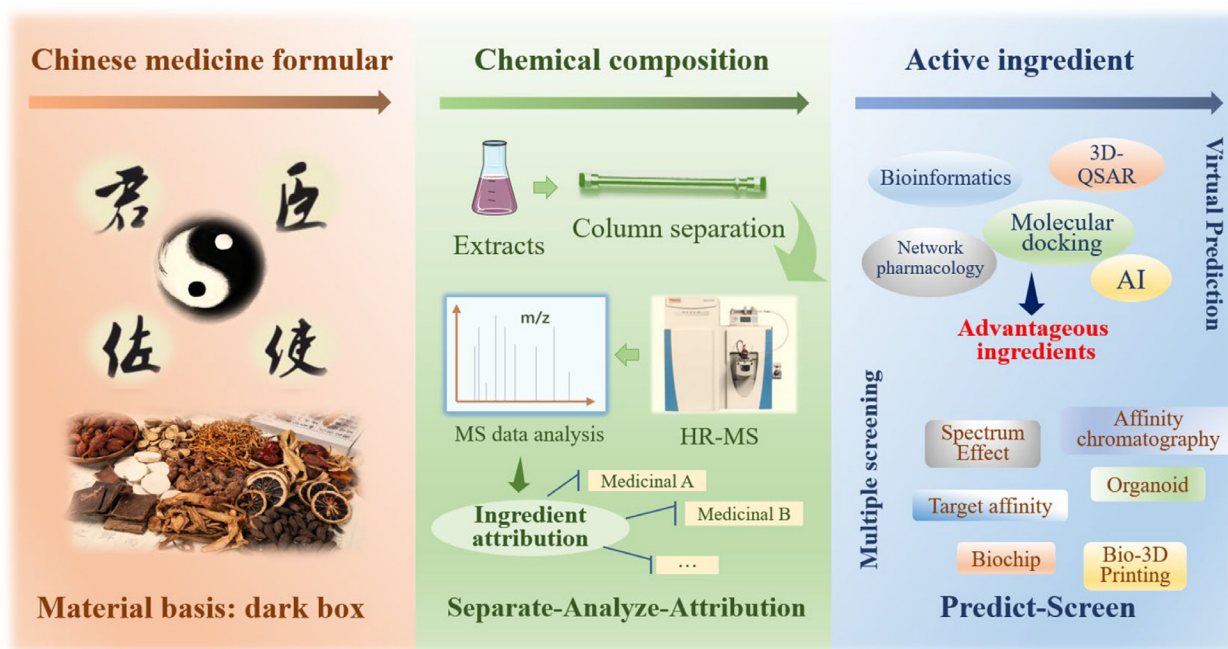 Chinese medicine formular
君
臣
佐
使
Material basis: dark box
Chemical composition
Extracts
Column separation
m/z
MS data analysis
HR-MS
Ingredient
attribution
Medicinal A
Medicinal B
...
Separate-Analyze-Attribution
Active ingredient
Bioinformatics
3D-
QSAR
Molecular
docking
Network
pharmacology
AI
Virtual Prediction
Advantageous
ingredients
Multiple screening
Spectrum
Effect
Affinity
chromatography
Organoid
Target affinity
Biochip
Bio-3D
Printing
Predict-Screen